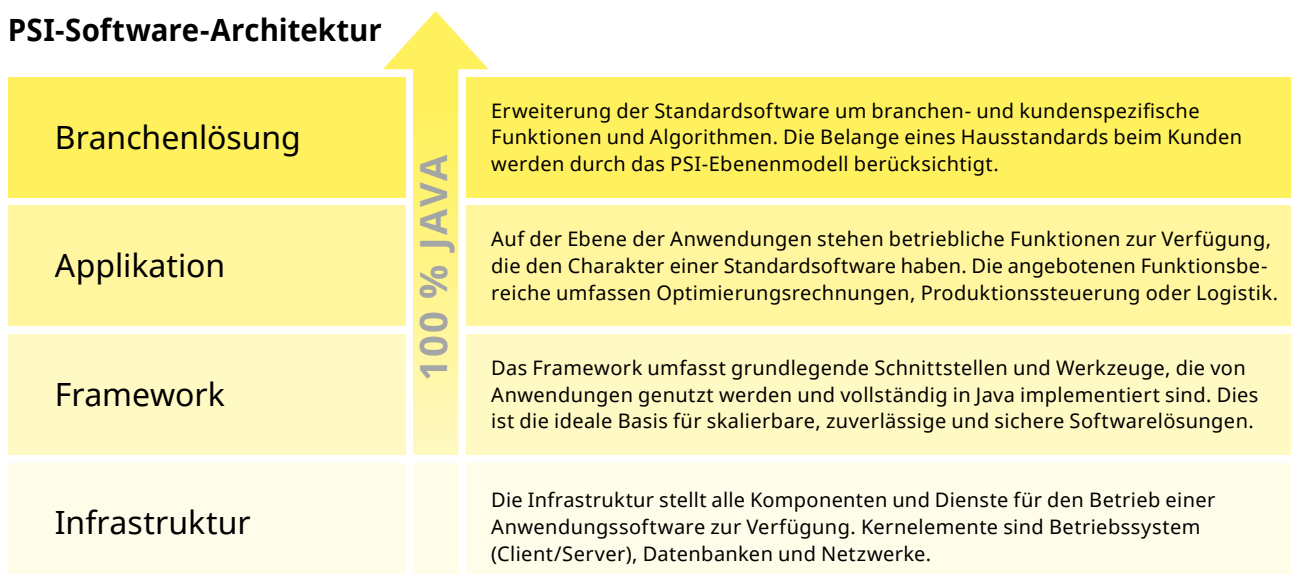 PSI-Software-Architektur
Branchenlösung
Erweiterung der Standardsoftware um branchen- und kundenspezifische
Funktionen und Algorithmen. Die Belange eines Hausstandards beim Kunden
werden durch das PSI-Ebenenmodell berücksichtigt.
100 % JAVA
Applikation
Auf der Ebene der Anwendungen stehen betriebliche Funktionen zur Verfügung,
die den Charakter einer Standardsoftware haben. Die angebotenen Funktionsbe-
reiche umfassen Optimierungsrechnungen, Produktionssteuerung oder Logistik.
Framework
Das Framework umfasst grundlegende Schnittstellen und Werkzeuge, die von
Anwendungen genutzt werden und vollständig in Java implementiert sind. Dies
ist die ideale Basis für skalierbare, zuverlässige und sichere Softwarelösungen.
Infrastruktur
Die Infrastruktur stellt alle Komponenten und Dienste für den Betrieb einer
Anwendungssoftware zur Verfügung. Kernelemente sind Betriebssystem
(Client/Server), Datenbanken und Netzwerke.